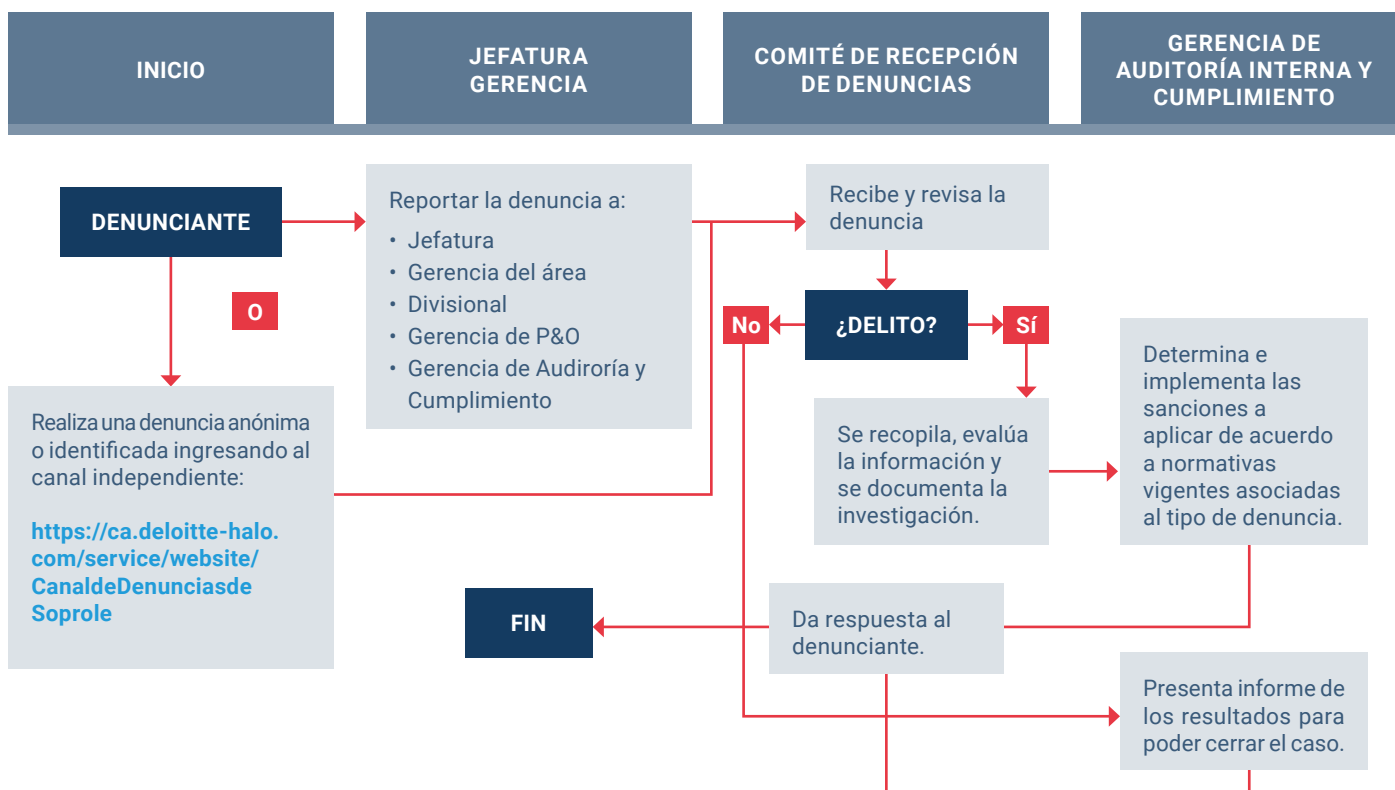 INICIO
JEFATURA
GERENCIA
COMITÉ DE RECEPCIÓN
DE DENUNCIAS
GERENCIA DE
AUDITORÍA INTERNA Y
CUMPLIMIENTO
DENUNCIANTE
O
Realiza una denuncia anónima
o identificada ingresando al
canal independiente:
https://ca.deloitte-halo.
com/service/website/
CanaldeDenunciasde
Soprole
Reportar la denuncia a:
• Jefatura
• Gerencia del área
• Divisional
• Gerencia de P&O
• Gerencia de Audiroría y
Cumplimiento
Recibe y revisa la
denuncia
No
¿DELITO?
Sí
Se recopila, evalúa
la información y
se documenta la
investigación.
Determina e
implementa las
sanciones a
aplicar de acuerdo
a normativas
vigentes asociadas
al tipo de denuncia.
FIN
Da respuesta al
denunciante.
Presenta informe de
los resultados para
poder cerrar el caso.